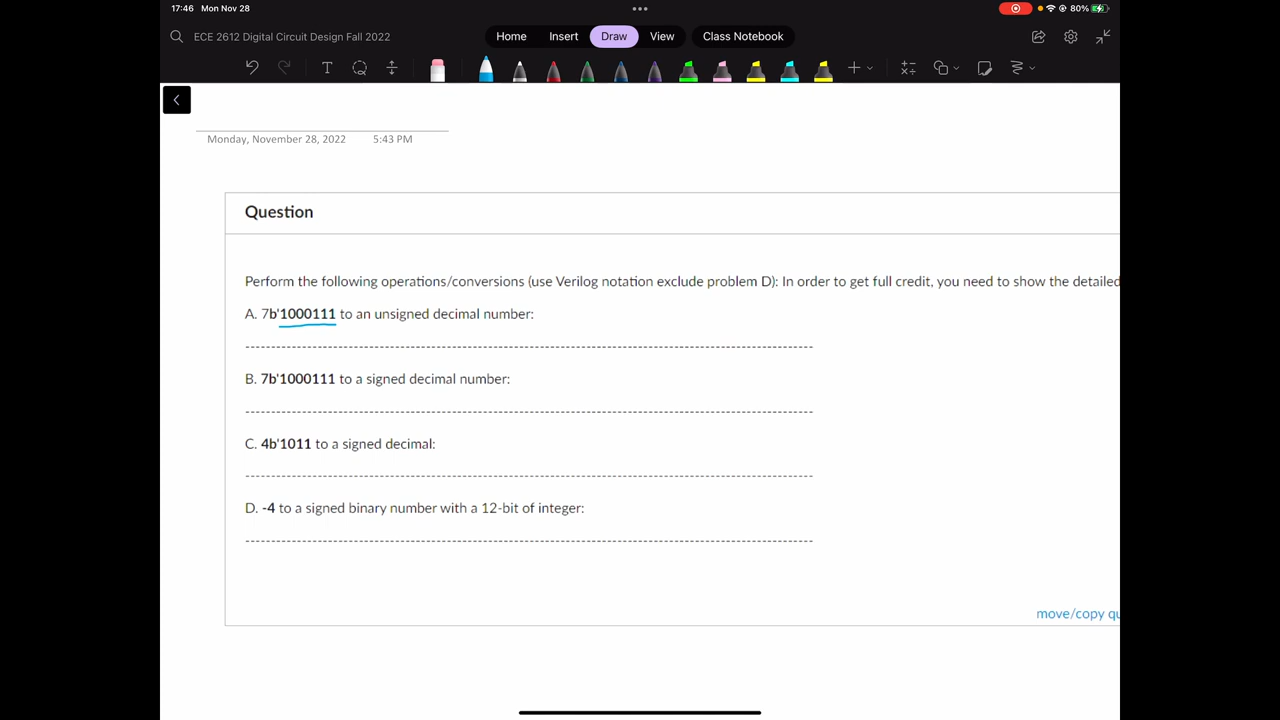 17:46 Mon Nov 28
80%
ECE 2612 Digital Circuit Design Fall 2022
Home Insert Draw View Class Notebook
Monday, November 28, 2022 5:43 PM
Question
Perform the following operations/conversions (use Verilog notation exclude problem D): In order to get full credit, you need to show the detailed
A. 7b'1000111 to an unsigned decimal number:
B. 7b'1000111 to a signed decimal number:
C. 4b'1011 to a signed decimal:
D. -4 to a signed binary number with a 12-bit of integer:
move/copy qu